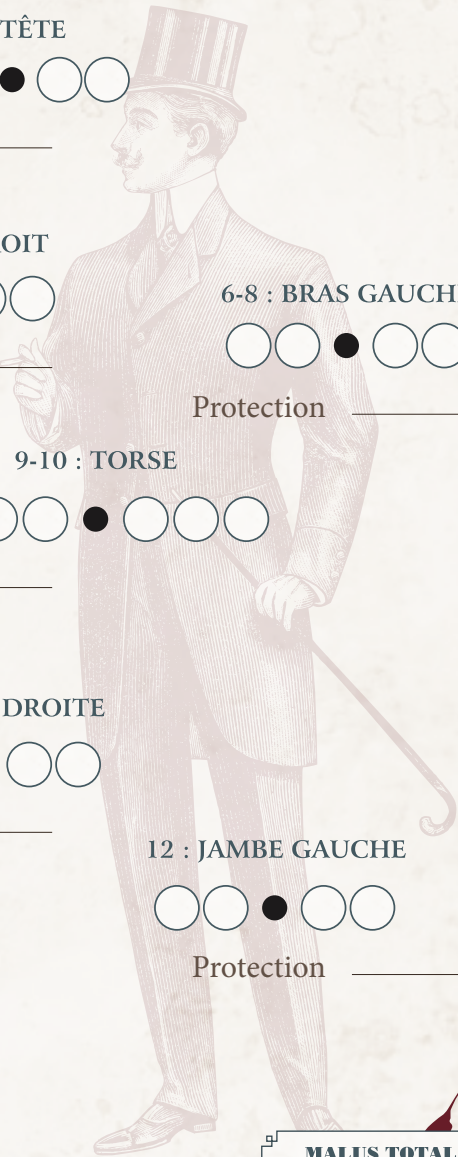 TÊTE
OIT
6-8 : BRAS GAUCH
Protection
9-10 : TORSE
DROITE
12 : JAMBE GAUCHE
Protection
MALUS TOTAL